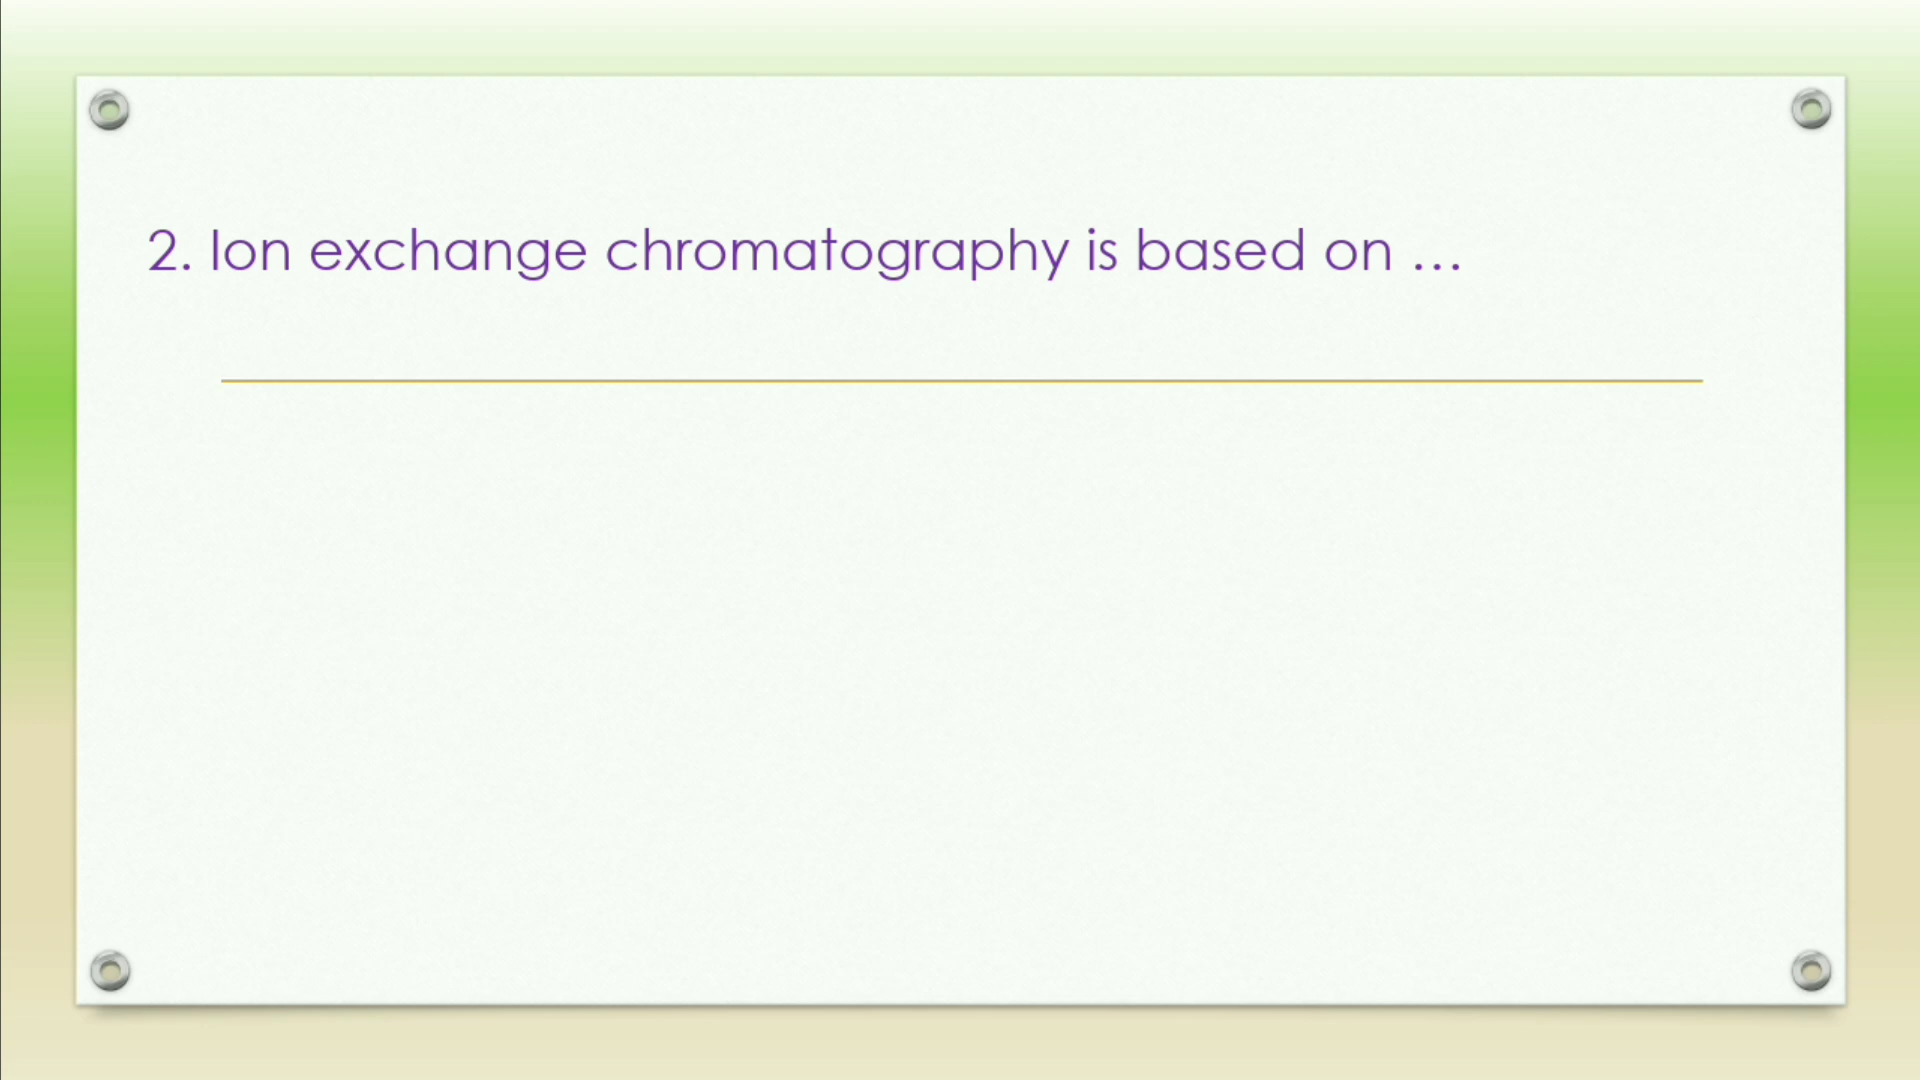 2. Ion exchange chromatography is based on …